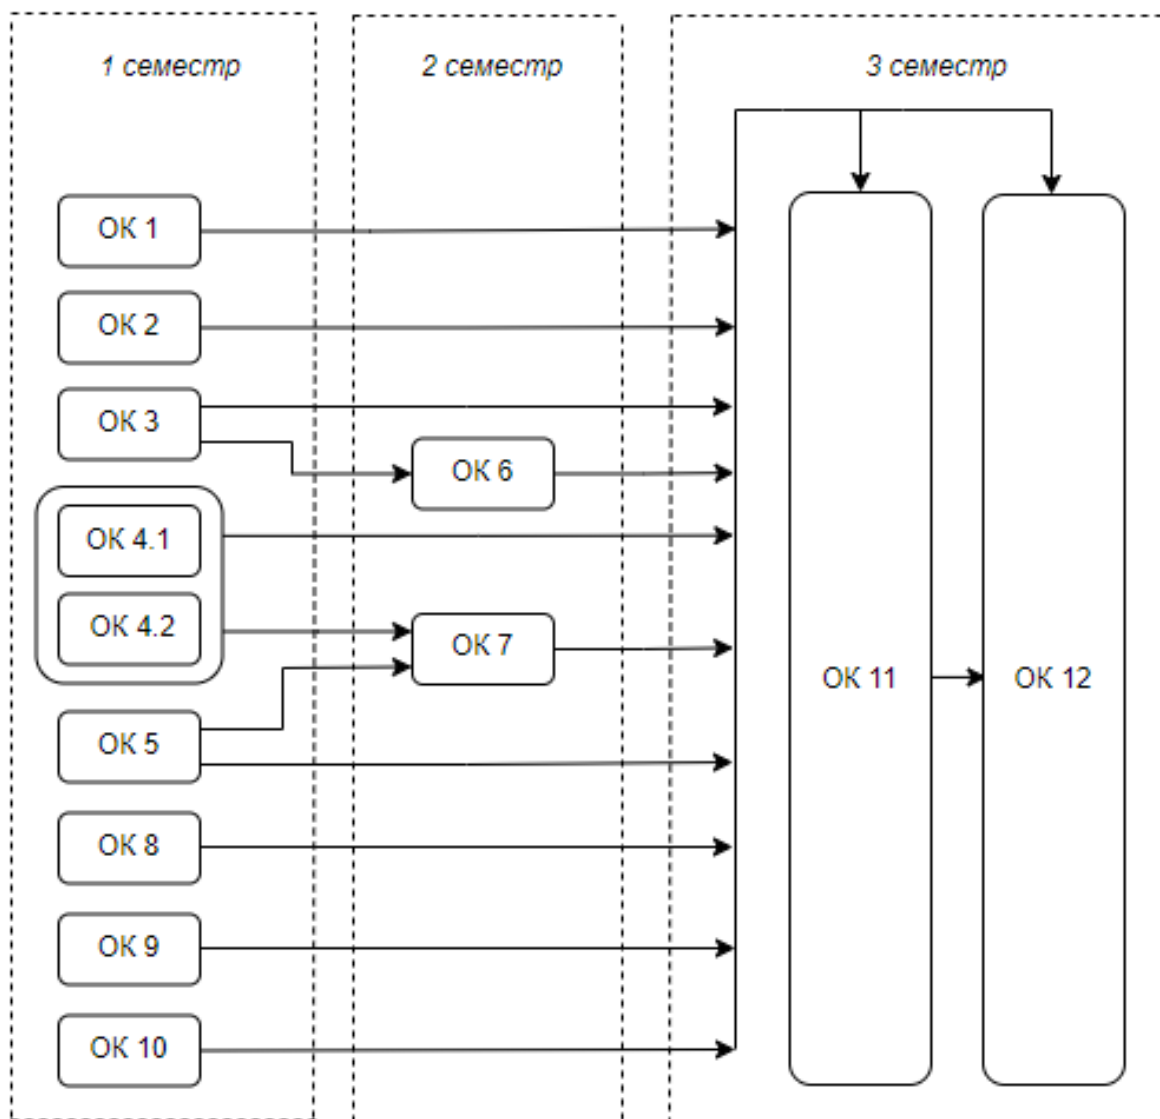 1 семестр
2 семестр
3 семестр
ОК 1
ОК 2
ОК 3
ОК 6
ОК 4.1
ОК 4.2
ОК 7
ОК 11
ОК 12
ОК 5
ОК 8
ОК 9
ОК 10